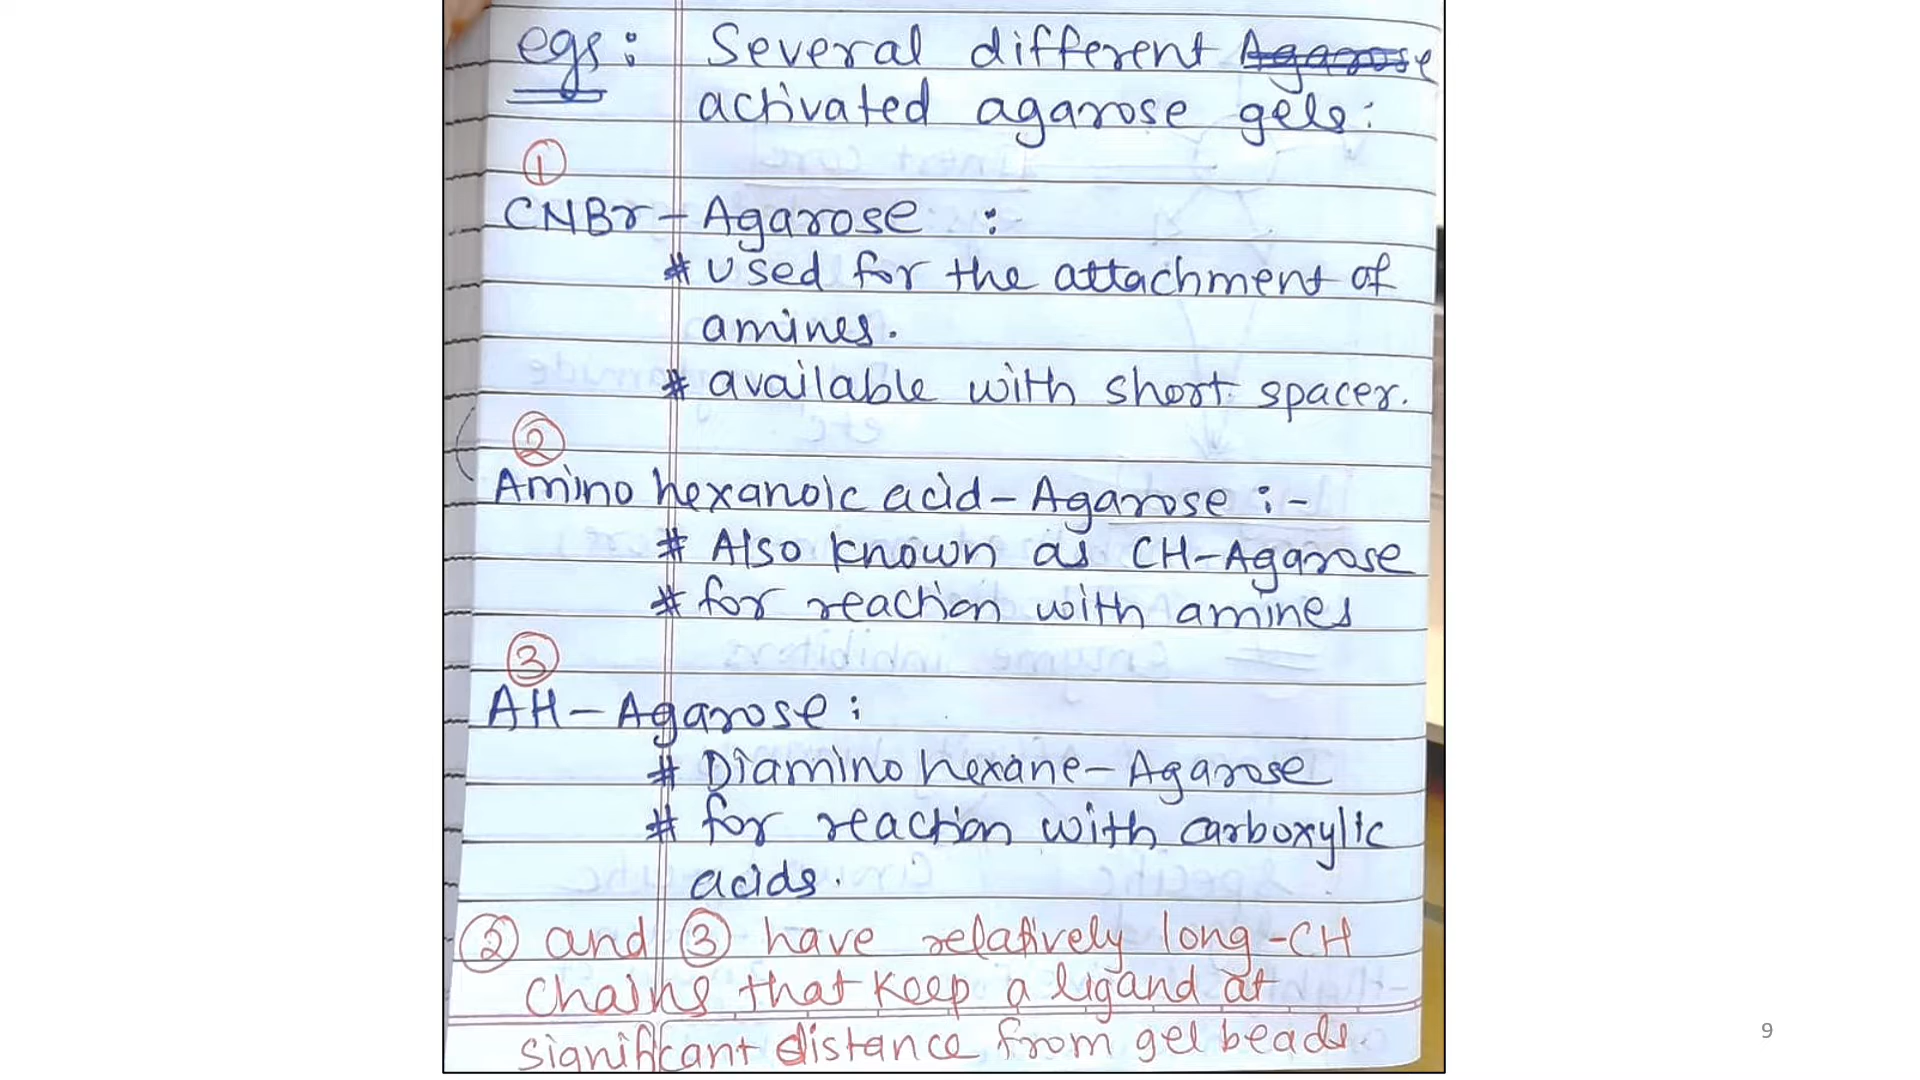 egs: Several different Agarose
activated agarose gels:
①
CNBr-Agarose :
# Used for the attachment of
amines.
# available with short spacer.
②
Amino hexanoic acid-Agarose :-
# Also known as CH-Agarose
# for reaction with amines
③
AH-Agarose:
# Diamino hexane-Agarose
# for reaction with carboxylic
acids.
② and ③ have relatively long-CH
chains that keep a ligand at
significant distance from gel beads.
9